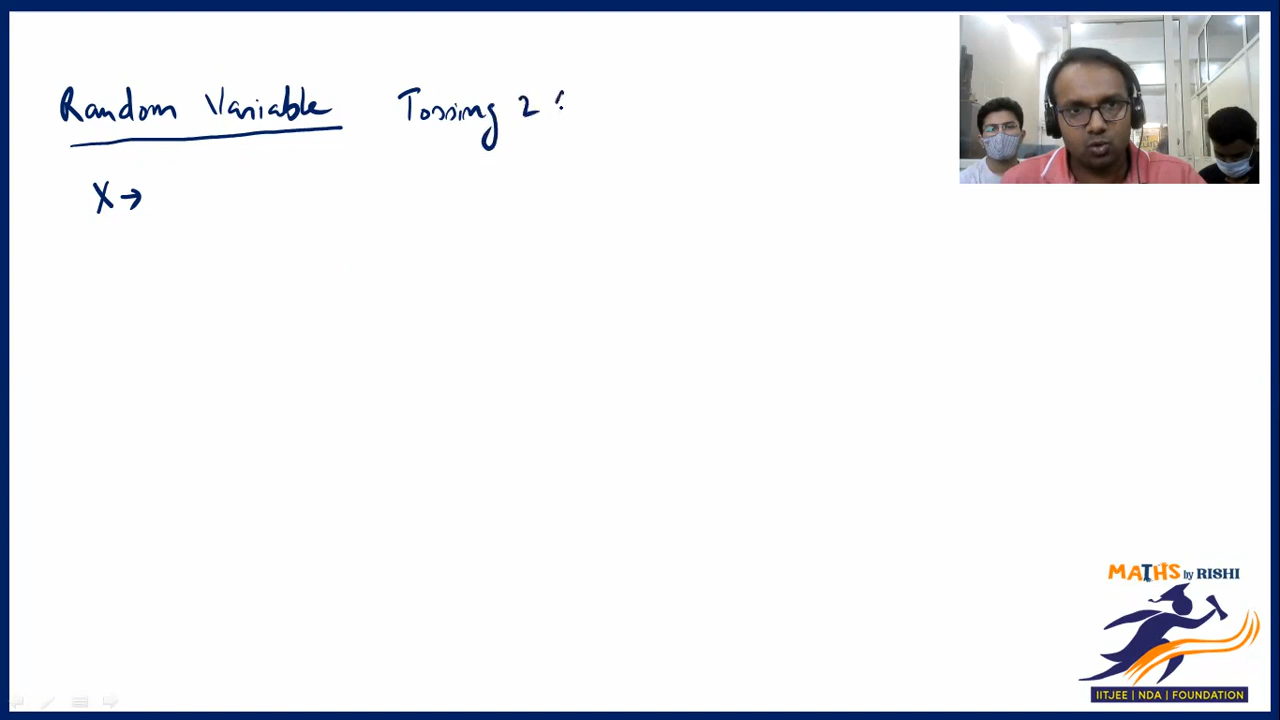 Random Variable Tossing 2
X →
MATHS by RISHI
IITJEE | NDA | FOUNDATION